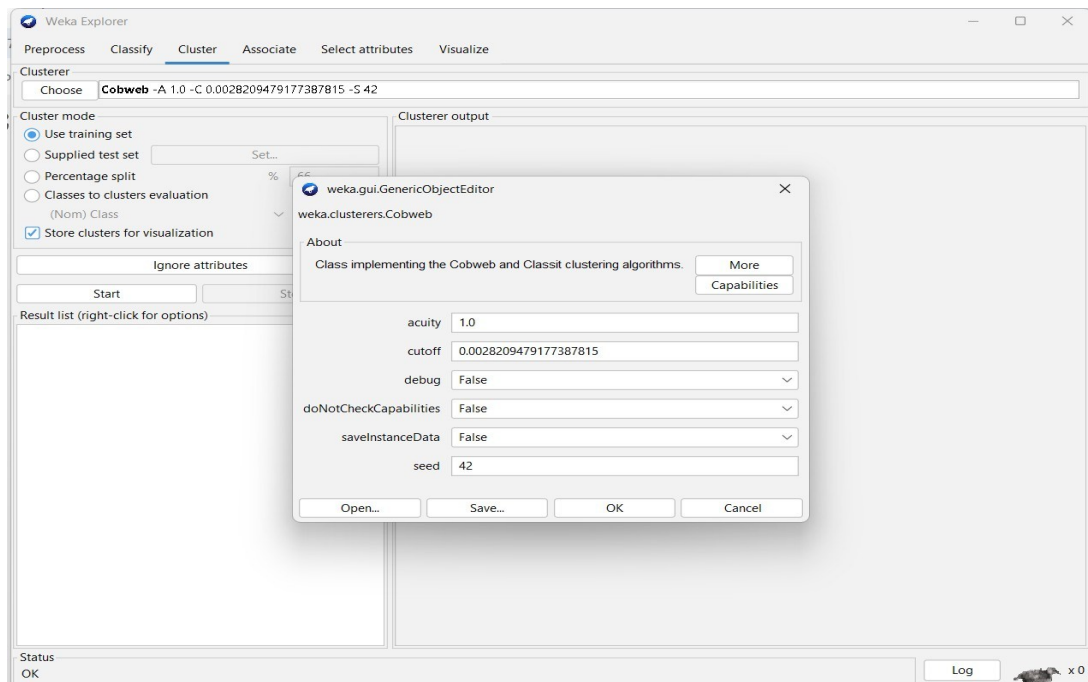 Weka Explorer
Preprocess Classify Cluster Associate Select attributes Visualize
Clusterer
Choose Cobweb -A 1.0 -C 0.0028209479177387815 -S 42
Cluster mode
Use training set
Supplied test set Set...
Percentage split %
Classes to clusters evaluation
(Nom) Class
Store clusters for visualization
Ignore attributes
Start
Result list (right-click for options)
Clusterer output
weka.gui.GenericObjectEditor
weka.clusterers.Cobweb
About
Class implementing the Cobweb and Classit clustering algorithms.
More
Capabilities
acuity 1.0
cutoff 0.0028209479177387815
debug False
doNotCheckCapabilities False
saveInstanceData False
seed 42
Open... Save... OK Cancel
Status
OK
Log x 0